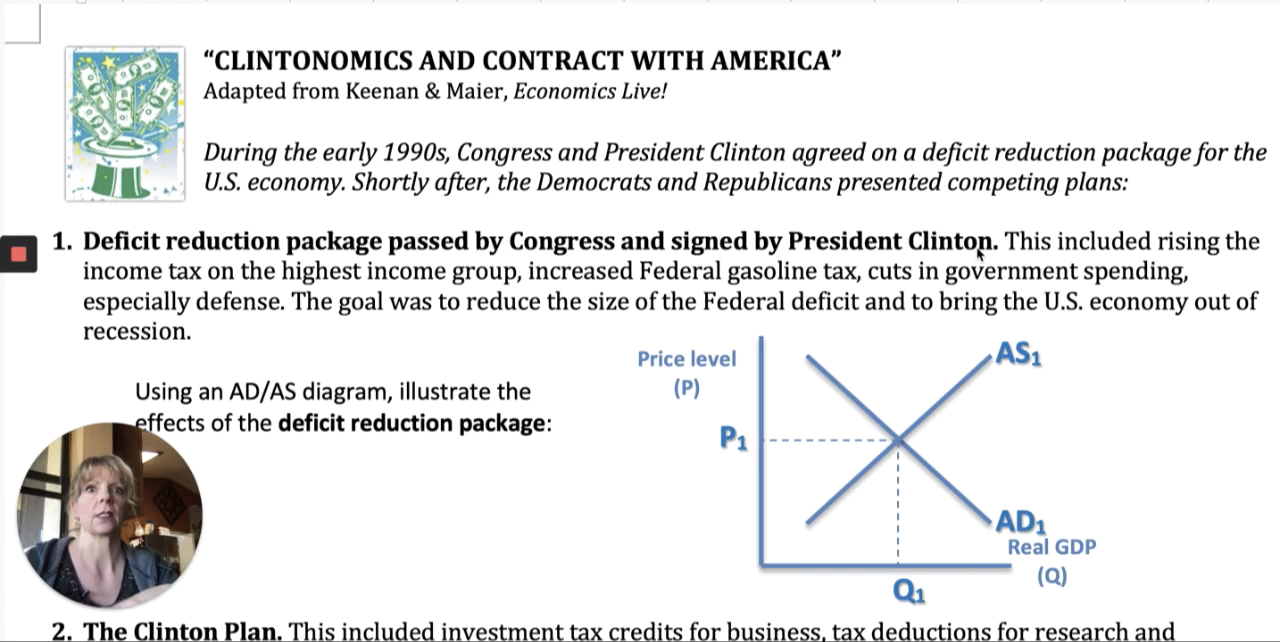 “CLINTONOMICS AND CONTRACT WITH AMERICA”
Adapted from Keenan & Maier, Economics Live!
During the early 1990s, Congress and President Clinton agreed on a deficit reduction package for the
U.S. economy. Shortly after, the Democrats and Republicans presented competing plans:
1. Deficit reduction package passed by Congress and signed by President Clinton. This included rising the
income tax on the highest income group, increased Federal gasoline tax, cuts in government spending,
especially defense. The goal was to reduce the size of the Federal deficit and to bring the U.S. economy out of
recession.
Using an AD/AS diagram, illustrate the
effects of the deficit reduction package:
Price level
(P)
AS1
P1
AD1
Real GDP
(Q)
Q1
2. The Clinton Plan. This included investment tax credits for business, tax deductions for research and